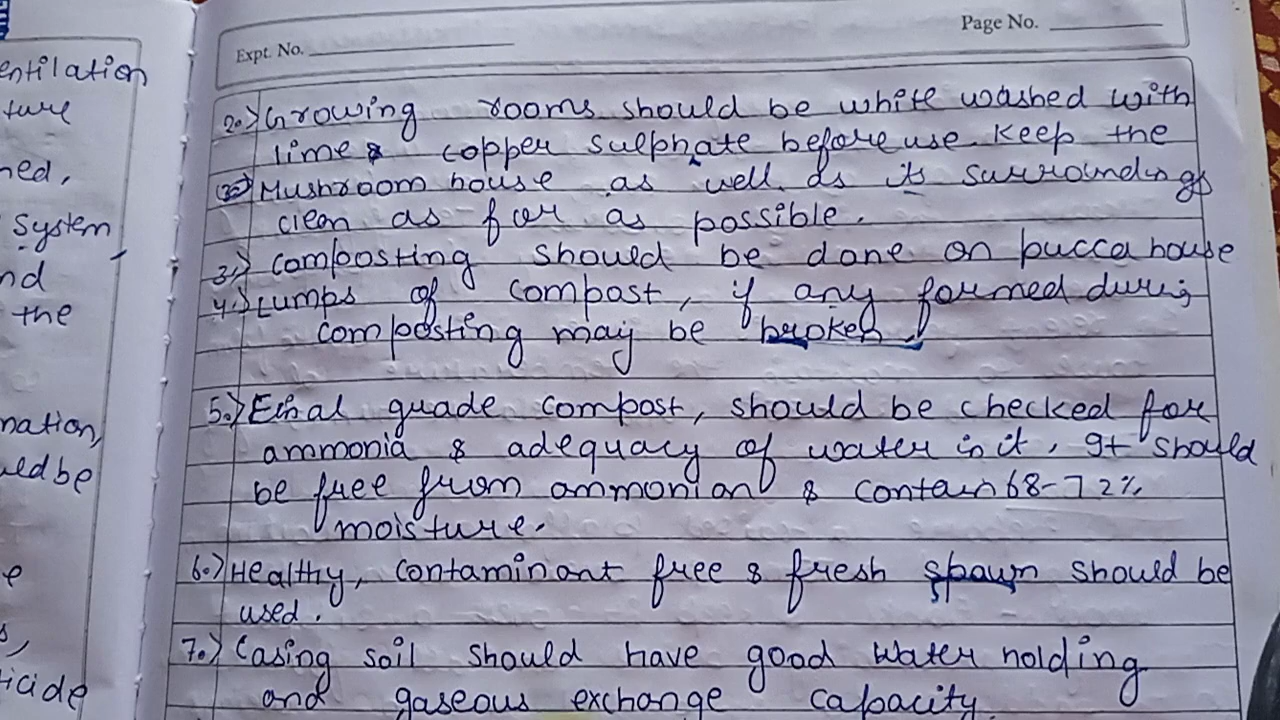 entilation
ture
ned,
System,
nd
the
nation,
uld be
e
s,
icide
Expt. No.
Page No.
2.) Growing rooms should be white washed with
lime & copper sulphate before use. Keep the
Mushroom house as well as its surroundings
clean as far as possible.
3.) Composting should be done on pucca house
4.) Lumps of compost, if any formed during
composting may be broken.
5.) Einal grade compost, should be checked for
ammonia & adequacy of water in it, It should
be free from ammonian & contain 68-72%
moisture.
6.) Healthy, contaminant free & fresh spawn should be
used.
7.) Casing soil should have good water holding
and gaseous exchange capacity.